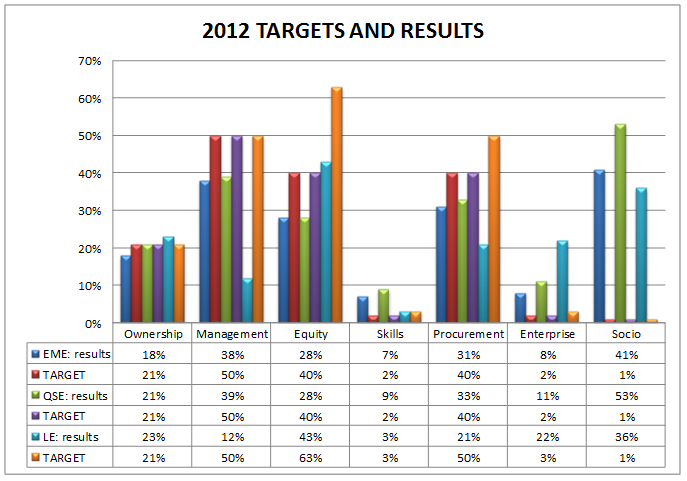 2012 TARGETS AND RESULTS
70%
60%
50%
40%
30%
20%
10%
0%
Ownership Management Equity Skills Procurement Enterprise Socio
EME: results 18% 38% 28% 7% 31% 8% 41%
TARGET 21% 50% 40% 2% 40% 2% 1%
QSE: results 21% 39% 28% 9% 33% 11% 53%
TARGET 21% 50% 40% 2% 40% 2% 1%
LE: results 23% 12% 43% 3% 21% 22% 36%
TARGET 21% 50% 63% 3% 50% 3% 1%